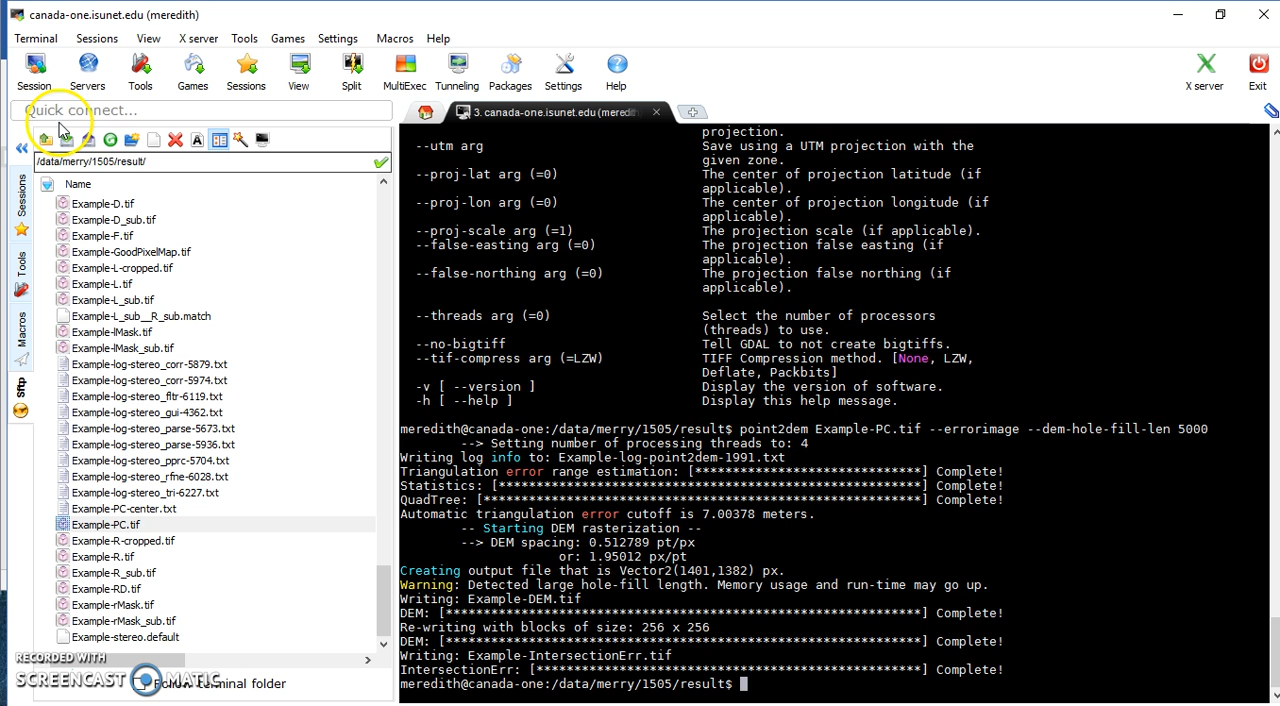 canada-one.isunet.edu (meredith)
Terminal Sessions View X server Tools Games Settings Macros Help
Session Servers Tools Games Sessions View Split MultiExec Tunneling Packages Settings Help X server Exit
Quick connect...
3. canada-one.isunet.edu (mered
/data/merry/1505/result/
Name
Sessions
Tools
Macros
Sftp
Example-D.tif
Example-D_sub.tif
Example-F.tif
Example-GoodPixelMap.tif
Example-L-cropped.tif
Example-L.tif
Example-L_sub.tif
Example-L_sub__R_sub.match
Example-lMask.tif
Example-lMask_sub.tif
Example-log-stereo_corr-5879.txt
Example-log-stereo_corr-5974.txt
Example-log-stereo_fltr-6119.txt
Example-log-stereo_gui-4362.txt
Example-log-stereo_parse-5673.txt
Example-log-stereo_parse-5936.txt
Example-log-stereo_pprc-5704.txt
Example-log-stereo_rfne-6028.txt
Example-log-stereo_tri-6227.txt
Example-PC-center.txt
Example-PC.tif
Example-R-cropped.tif
Example-R.tif
Example-R_sub.tif
Example-RD.tif
Example-rMask.tif
Example-rMask_sub.tif
Example-stereo.default
RECORDED WITH
SCREENCAST MATIC
terminal folder
projection.
--utm arg Save using a UTM projection with the
given zone.
--proj-lat arg (=0) The center of projection latitude (if
applicable).
--proj-lon arg (=0) The center of projection longitude (if
applicable).
--proj-scale arg (=1) The projection scale (if applicable).
--false-easting arg (=0) The projection false easting (if
applicable).
--false-northing arg (=0) The projection false northing (if
applicable).
--threads arg (=0) Select the number of processors
(threads) to use.
--no-bigtiff Tell GDAL to not create bigtiffs.
--tif-compress arg (=LZW) TIFF Compression method. [None, LZW,
Deflate, Packbits]
-v [ --version ] Display the version of software.
-h [ --help ] Display this help message.
meredith@canada-one:/data/merry/1505/result$ point2dem Example-PC.tif --errorimage --dem-hole-fill-len 5000
--> Setting number of processing threads to: 4
Writing log info to: Example-log-point2dem-1991.txt
Triangulation error range estimation: [*****************************] Complete!
Statistics: [*******************************************************] Complete!
QuadTree: [*********************************************************] Complete!
Automatic triangulation error cutoff is 7.00378 meters.
-- Starting DEM rasterization --
--> DEM spacing: 0.512789 pt/px
or: 1.95012 px/pt
Creating output file that is Vector2(1401,1382) px.
Warning: Detected large hole-fill length. Memory usage and run-time may go up.
Writing: Example-DEM.tif
DEM: [************************************************************] Complete!
Re-writing with blocks of size: 256 x 256
DEM: [************************************************************] Complete!
Writing: Example-IntersectionErr.tif
IntersectionErr: [*************************************************] Complete!
meredith@canada-one:/data/merry/1505/result$